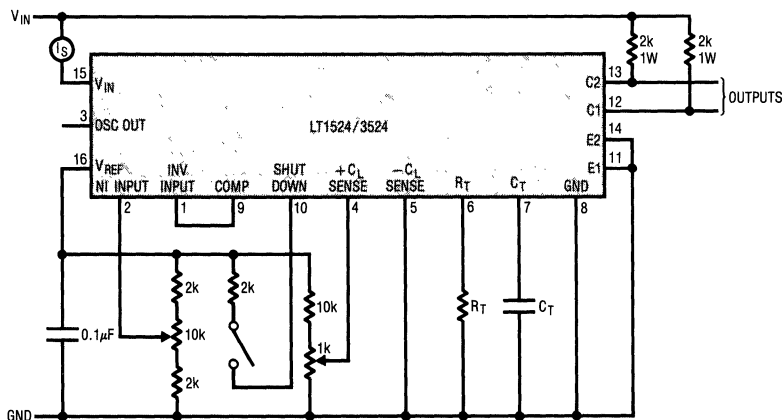 VIN
IS
2k
1W
2k
1W
15
VIN
13
C2
3
OSC OUT
LT1524/3524
12
C1
OUTPUTS
16
VREF
14
E2
11
E1
NI INPUT
INV
INPUT
COMP
SHUT
DOWN
+CL
SENSE
−CL
SENSE
RT
CT
GND
2
1
9
10
4
5
6
7
8
2k
2k
10k
0.1μF
10k
1k
RT
CT
2k
GND